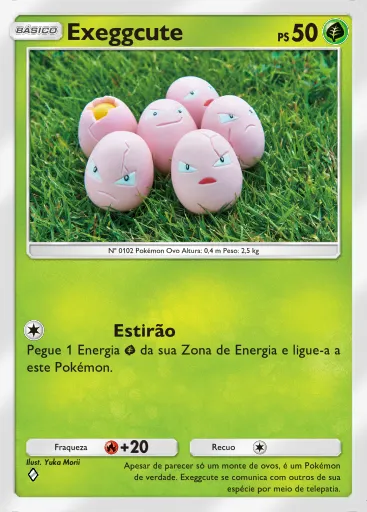 BÁSICO Exeggcute PS 50
Nº 0102 Pokémon Ovo Altura: 0,4 m Peso: 2,5 kg
Estirão
Pegue 1 Energia da sua Zona de Energia e ligue-a a
este Pokémon.
Fraqueza +20 Recuo
Ilust. Yuka Morii
Apesar de parecer só um monte de ovos, é um Pokémon
de verdade. Exeggcute se comunica com outros de sua
espécie por meio de telepatia.